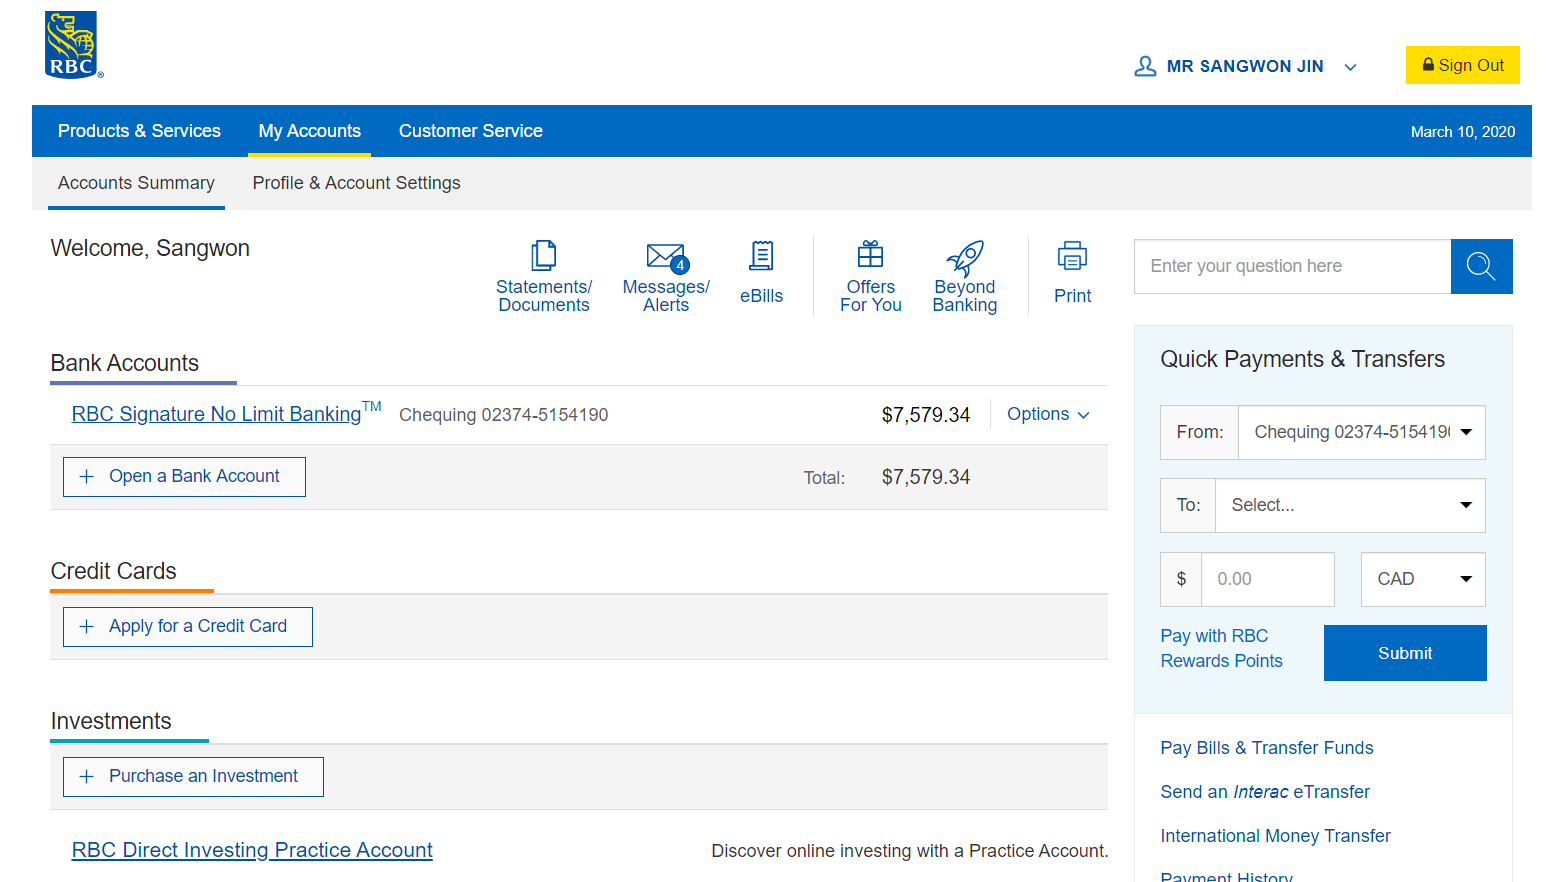 RBC®
MR SANGWON JIN
Sign Out
Products & Services My Accounts Customer Service March 10, 2020
Accounts Summary Profile & Account Settings
Welcome, Sangwon
Statements/
Documents
Messages/
Alerts
4
eBills
Offers
For You
Beyond
Banking
Print
Enter your question here
Bank Accounts
RBC Signature No Limit Banking™ Chequing 02374-5154190 $7,579.34 Options
+ Open a Bank Account Total: $7,579.34
Credit Cards
+ Apply for a Credit Card
Investments
+ Purchase an Investment
RBC Direct Investing Practice Account Discover online investing with a Practice Account.
Quick Payments & Transfers
From: Chequing 02374-515419
To: Select...
$ 0.00 CAD
Pay with RBC
Rewards Points
Submit
Pay Bills & Transfer Funds
Send an Interac eTransfer
International Money Transfer
Payment History